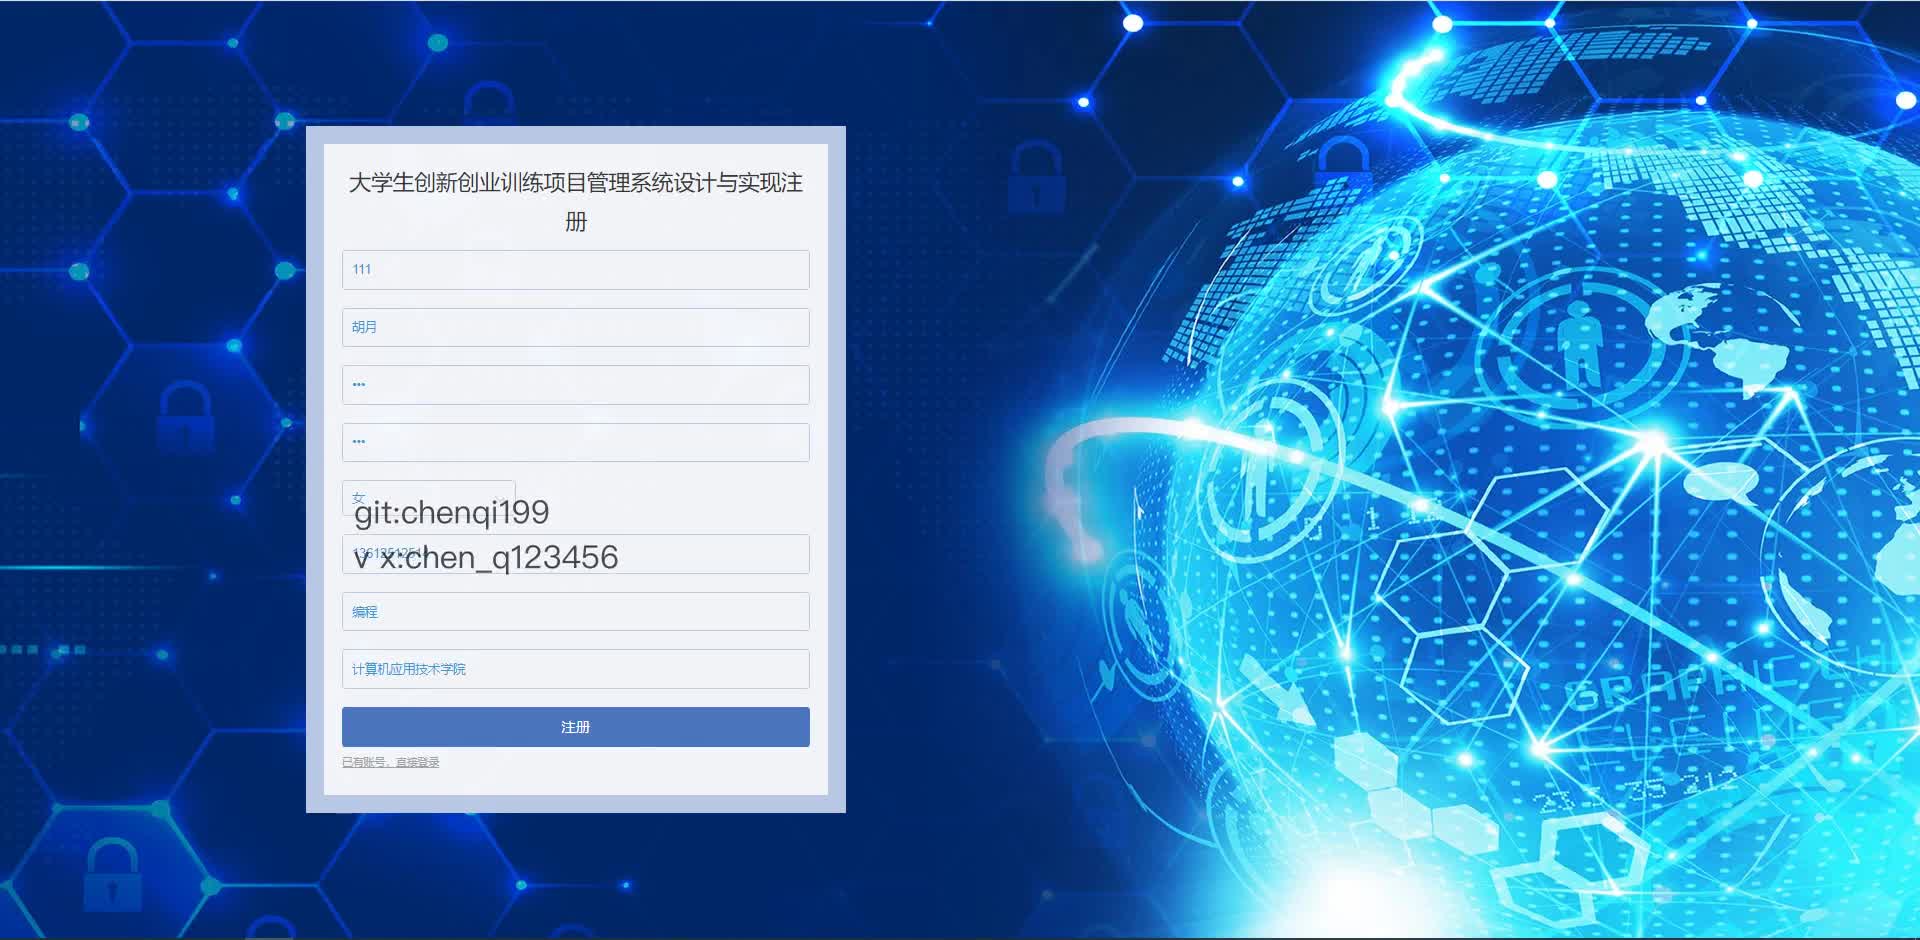 大学生创新创业训练项目管理系统设计与实现注
册
111
胡月
•••
•••
女
git:chenqi199
v x:chen_q123456
编程
计算机应用技术学院
注册
已有账号，直接登录